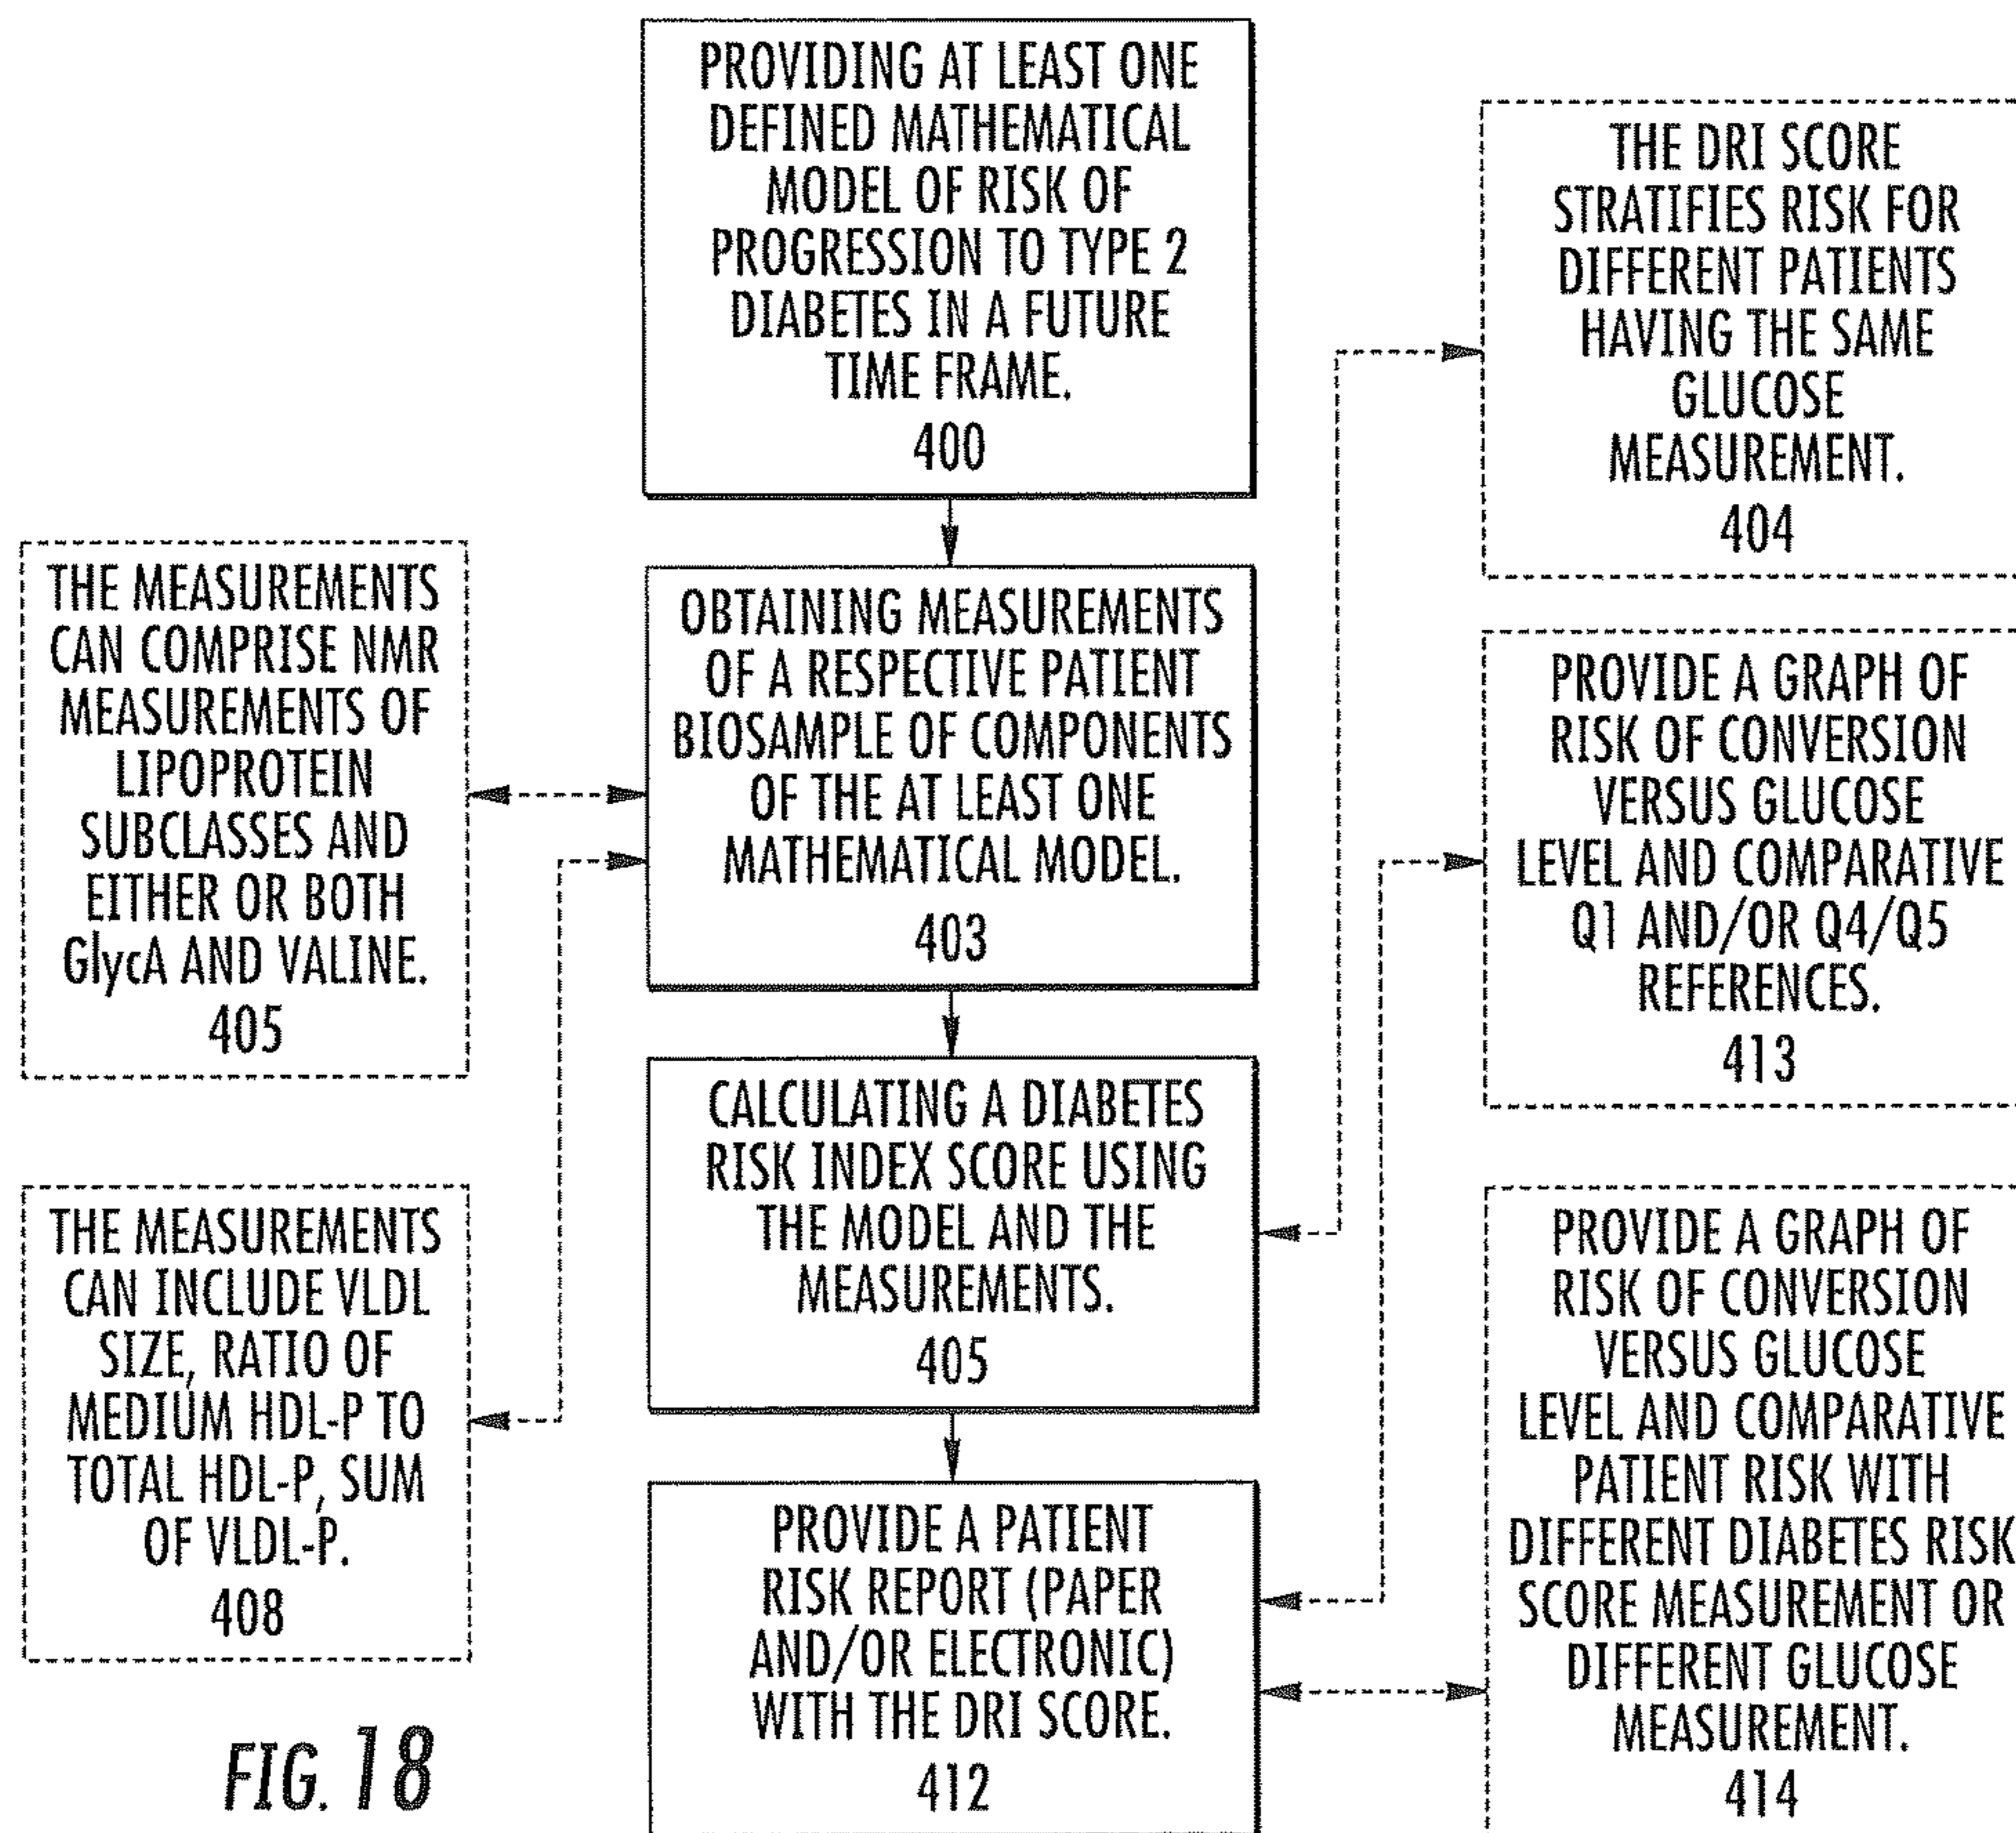 PROVIDING AT LEAST ONE
DEFINED MATHEMATICAL
MODEL OF RISK OF
PROGRESSION TO TYPE 2
DIABETES IN A FUTURE
TIME FRAME.
400
OBTAINING MEASUREMENTS
OF A RESPECTIVE PATIENT
BIOSAMPLE OF COMPONENTS
OF THE AT LEAST ONE
MATHEMATICAL MODEL.
403
CALCULATING A DIABETES
RISK INDEX SCORE USING
THE MODEL AND THE
MEASUREMENTS.
405
PROVIDE A PATIENT
RISK REPORT (PAPER
AND/OR ELECTRONIC)
WITH THE DRI SCORE.
412
THE MEASUREMENTS
CAN COMPRISE NMR
MEASUREMENTS OF
LIPOPROTEIN
SUBCLASSES AND
EITHER OR BOTH
GlycA AND VALINE.
405
THE MEASUREMENTS
CAN INCLUDE VLDL
SIZE, RATIO OF
MEDIUM HDL-P TO
TOTAL HDL-P, SUM
OF VLDL-P.
408
THE DRI SCORE
STRATIFIES RISK FOR
DIFFERENT PATIENTS
HAVING THE SAME
GLUCOSE
MEASUREMENT.
404
PROVIDE A GRAPH OF
RISK OF CONVERSION
VERSUS GLUCOSE
LEVEL AND COMPARATIVE
Q1 AND/OR Q4/Q5
REFERENCES.
413
PROVIDE A GRAPH OF
RISK OF CONVERSION
VERSUS GLUCOSE
LEVEL AND COMPARATIVE
PATIENT RISK WITH
DIFFERENT DIABETES RISK
SCORE MEASUREMENT OR
DIFFERENT GLUCOSE
MEASUREMENT.
414
FIG. 18